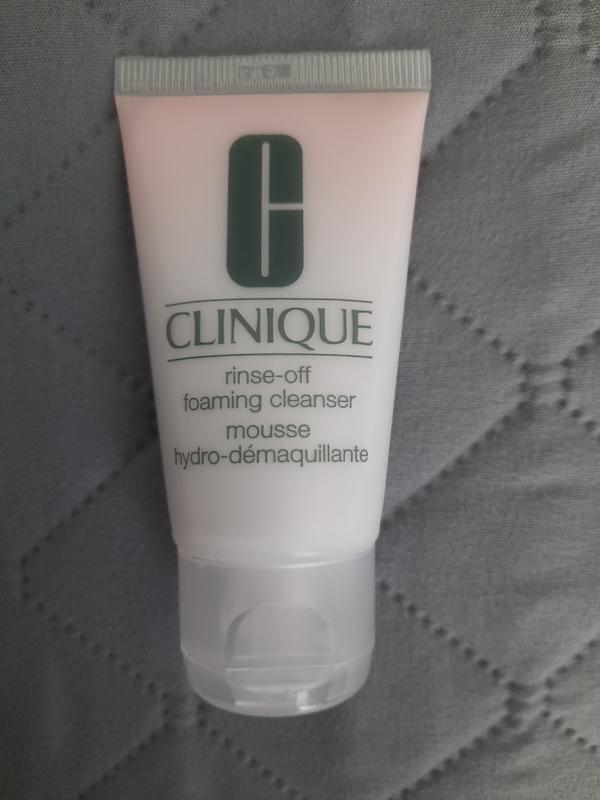 CLINIQUE
rinse-off
foaming cleanser
mousse
hydro-démaquillante